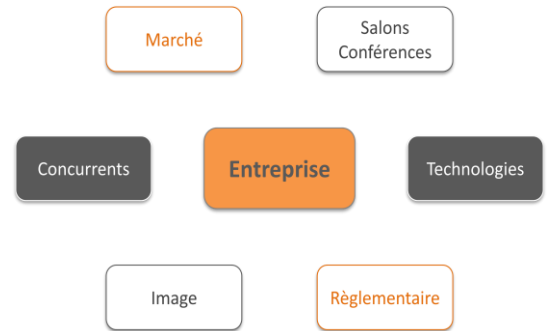 Marché
Salons
Conférences
Concurrents
Entreprise
Technologies
Image
Règlementaire